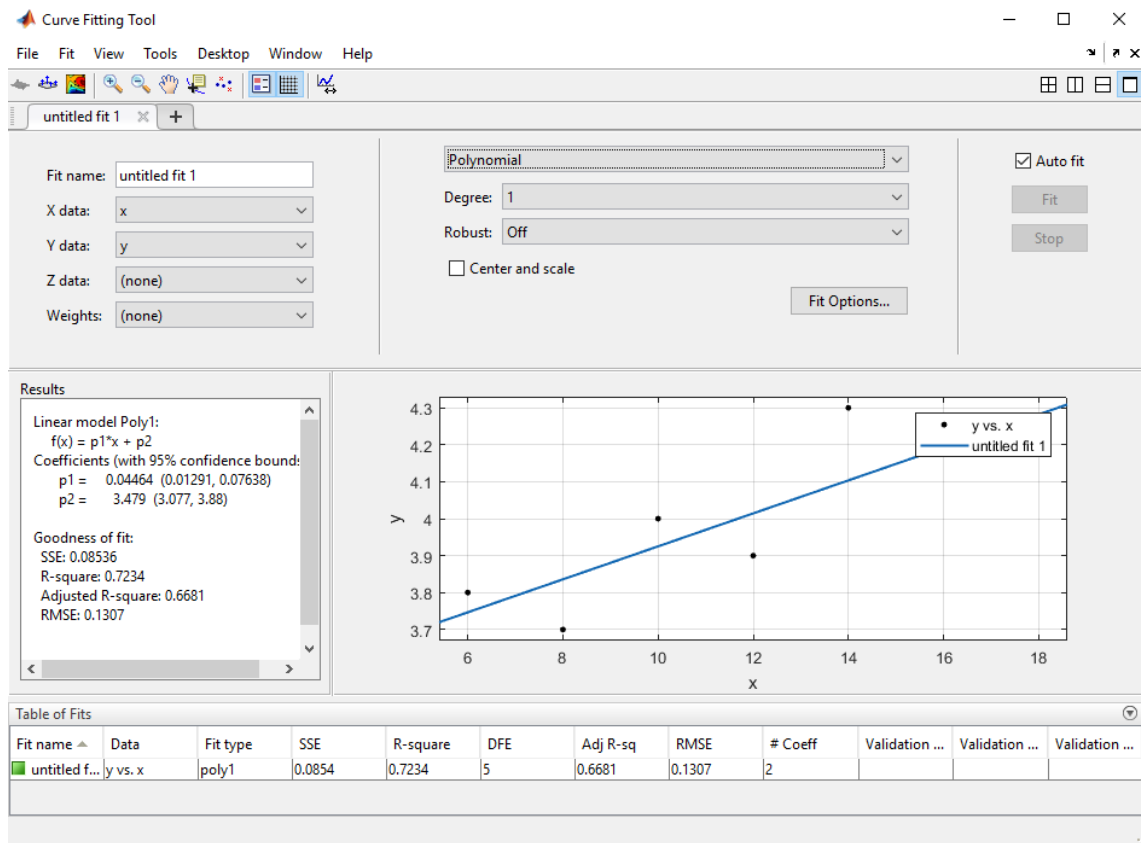 Curve Fitting Tool
File Fit View Tools Desktop Window Help
untitled fit 1
+
Fit name: untitled fit 1
X data: x
Y data: y
Z data: (none)
Weights: (none)
Polynomial
Degree: 1
Robust: Off
Center and scale
Fit Options...
Auto fit
Fit
Stop
Results
Linear model Poly1:
f(x) = p1*x + p2
Coefficients (with 95% confidence bounds
p1 = 0.04464 (0.01291, 0.07638)
p2 = 3.479 (3.077, 3.88)
Goodness of fit:
SSE: 0.08536
R-square: 0.7234
Adjusted R-square: 0.6681
RMSE: 0.1307
4.3
4.2
4.1
4
3.9
3.8
3.7
y
6 8 10 12 14 16 18
x
y vs. x
untitled fit 1
Table of Fits
Fit name Data Fit type SSE R-square DFE Adj R-sq RMSE # Coeff Validation ... Validation ... Validation ...
untitled f... y vs. x poly1 0.0854 0.7234 5 0.6681 0.1307 2